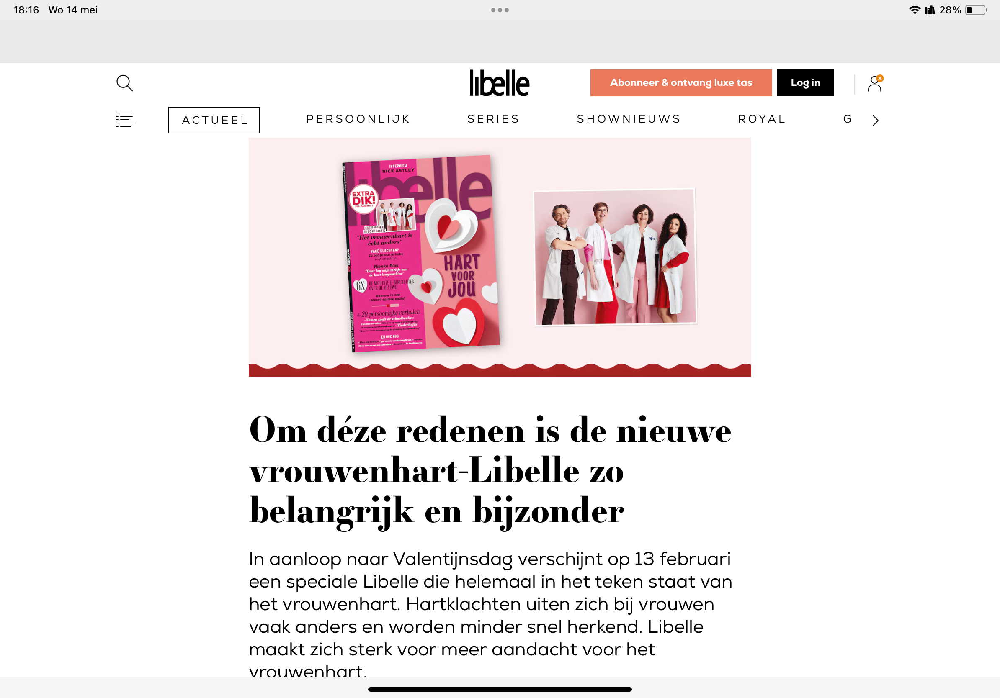 18:16 Wo 14 mei
28%
libelle
Abonneer & ontvang luxe tas
Log in
ACTUEEL
PERSOONLIJK
SERIES
SHOWNIEUWS
ROYAL
G
INTERVIEW
RICK ASTLEY
libelle
EXTRA
DIK!
CARDIOLOGEN
IN DE REDACTIE
"Het vrouwenhart is
écht anders"
VAGE KLACHTEN?
Zo zeg je wat je hebt
mét checklist
Nienke Plas
"Daar lag mijn meisje aan
de hart-longmachine"
6X DE MOOISTE E-BIKEROUTES
OVER DE VELUWE
Wanneer is een
second opinion nodig?
+29 persoonlijke verhalen
Samen sinds de schoolbanken
Tinderliefde
EN OOK NOG
HART
VOOR
JOU
Om déze redenen is de nieuwe
vrouwenhart-Libelle zo
belangrijk en bijzonder
In aanloop naar Valentijnsdag verschijnt op 13 februari
een speciale Libelle die helemaal in het teken staat van
het vrouwenhart. Hartklachten uiten zich bij vrouwen
vaak anders en worden minder snel herkend. Libelle
maakt zich sterk voor meer aandacht voor het
vrouwenhart.